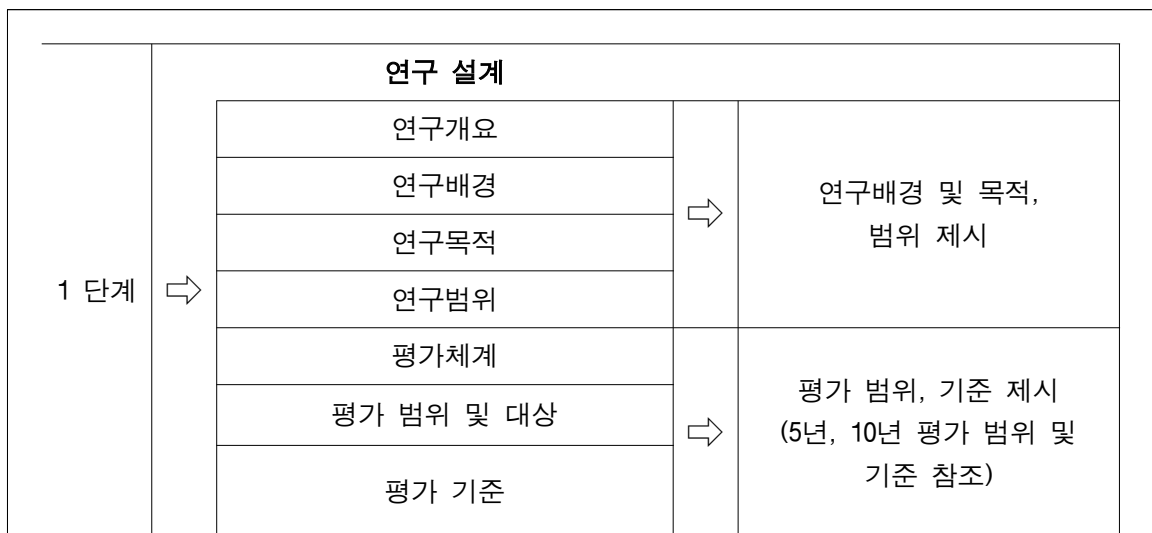 연구 설계
1 단계
⇨
연구개요
연구배경
연구목적
연구범위
⇨
연구배경 및 목적,
범위 제시
평가체계
평가 범위 및 대상
평가 기준
⇨
평가 범위, 기준 제시
(5년, 10년 평가 범위 및
기준 참조)